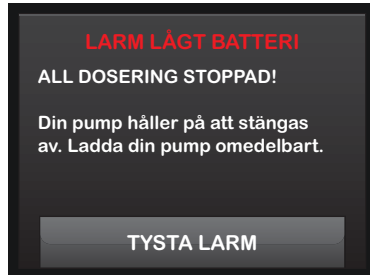 LARM LÅGT BATTERI
ALL DOSERING STOPPAD!
Din pump håller på att stängas
av. Ladda din pump omedelbart.
TYSTA LARM